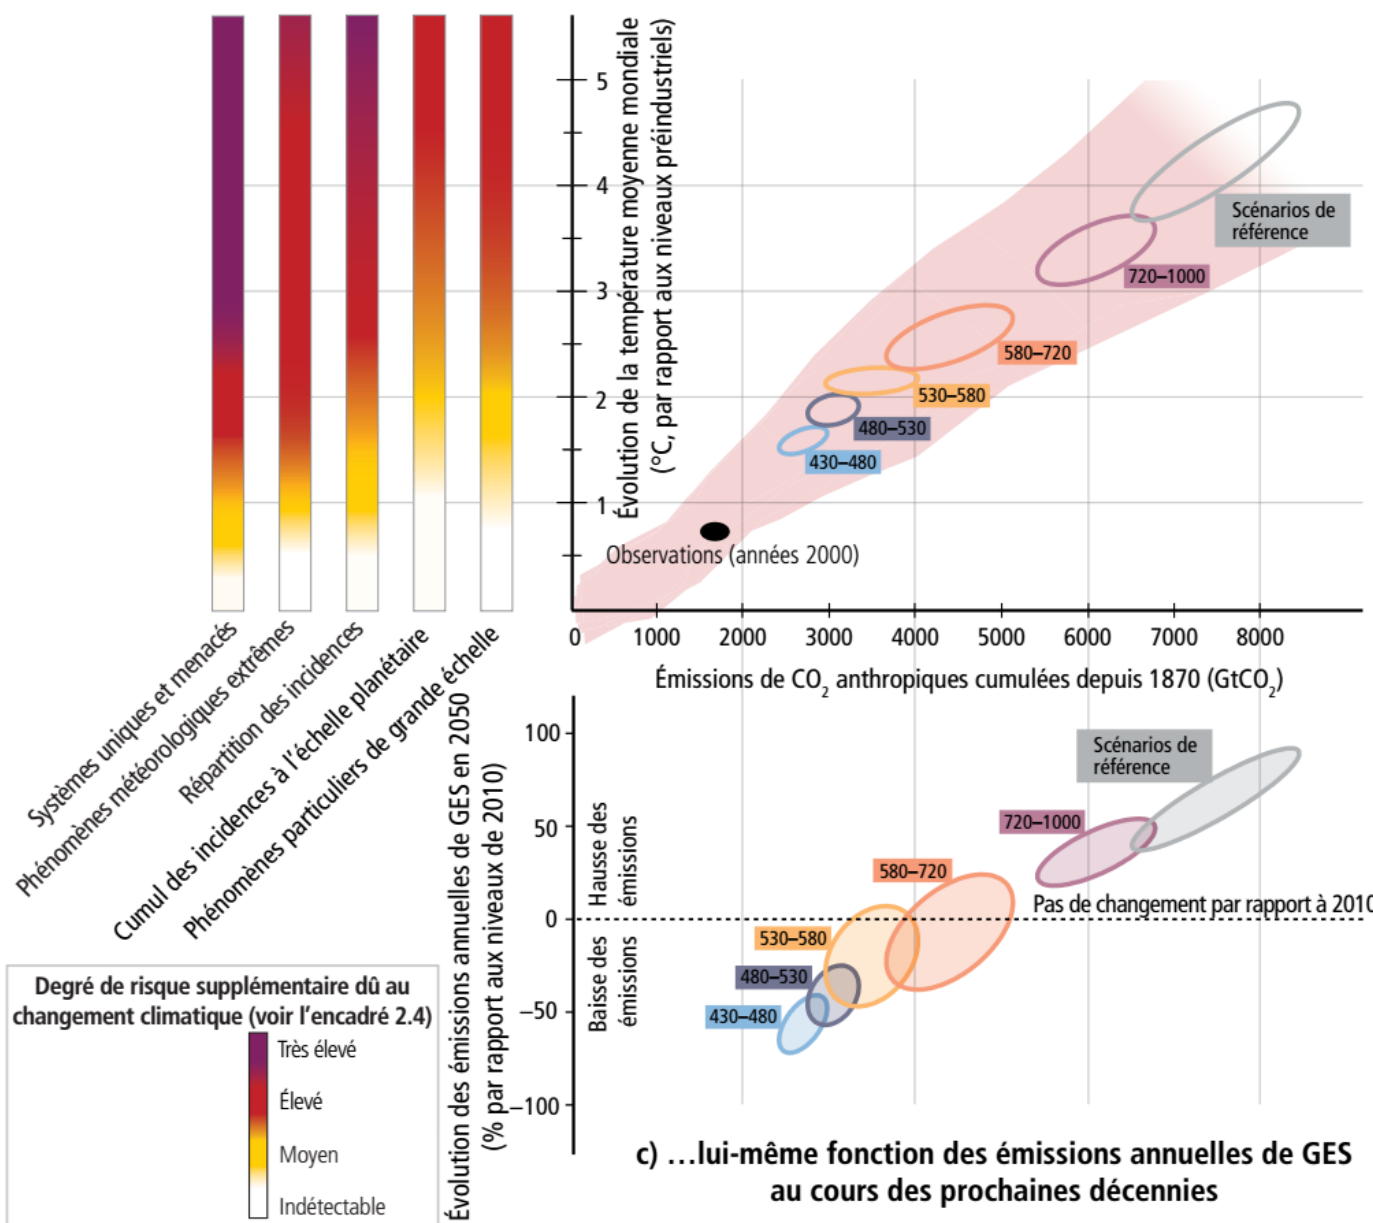 Évolution de la température moyenne mondiale
(°C, par rapport aux niveaux préindustriels)
5
4
3
2
1
Scénarios de
référence
720–1000
580–720
530–580
480–530
430–480
Observations (années 2000)
0 1000 2000 3000 4000 5000 6000 7000 8000
Émissions de CO2 anthropiques cumulées depuis 1870 (GtCO2)
Systèmes uniques et menacés
Phénomènes météorologiques extrêmes
Répartition des incidences
Cumul des incidences à l'échelle planétaire
Phénomènes particuliers de grande échelle
Degré de risque supplémentaire dû au
changement climatique (voir l'encadré 2.4)
Très élevé
Élevé
Moyen
Indétectable
Évolution des émissions annuelles de GES en 2050
(% par rapport aux niveaux de 2010)
100
50
0
–50
–100
Hausse des
émissions
Baisse des
émissions
Scénarios de
référence
720–1000
580–720
Pas de changement par rapport à 2010
530–580
480–530
430–480
c) …lui-même fonction des émissions annuelles de GES
au cours des prochaines décennies